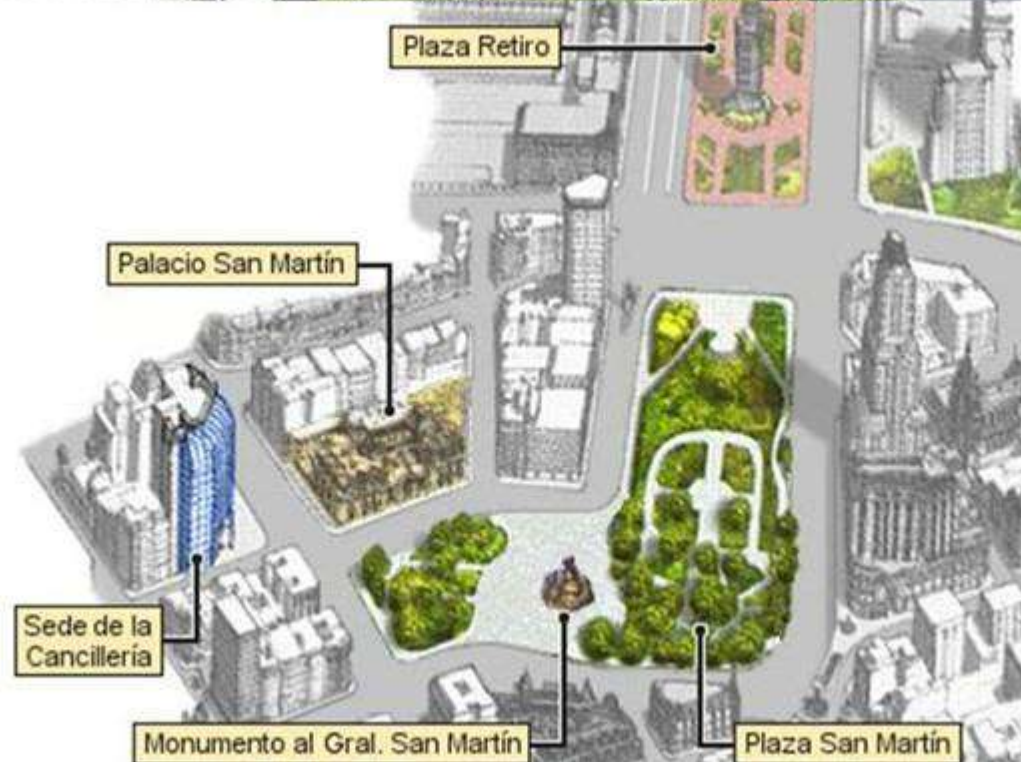 Plaza Retiro
Palacio San Martín
Sede de la
Cancillería
Monumento al Gral. San Martín
Plaza San Martín